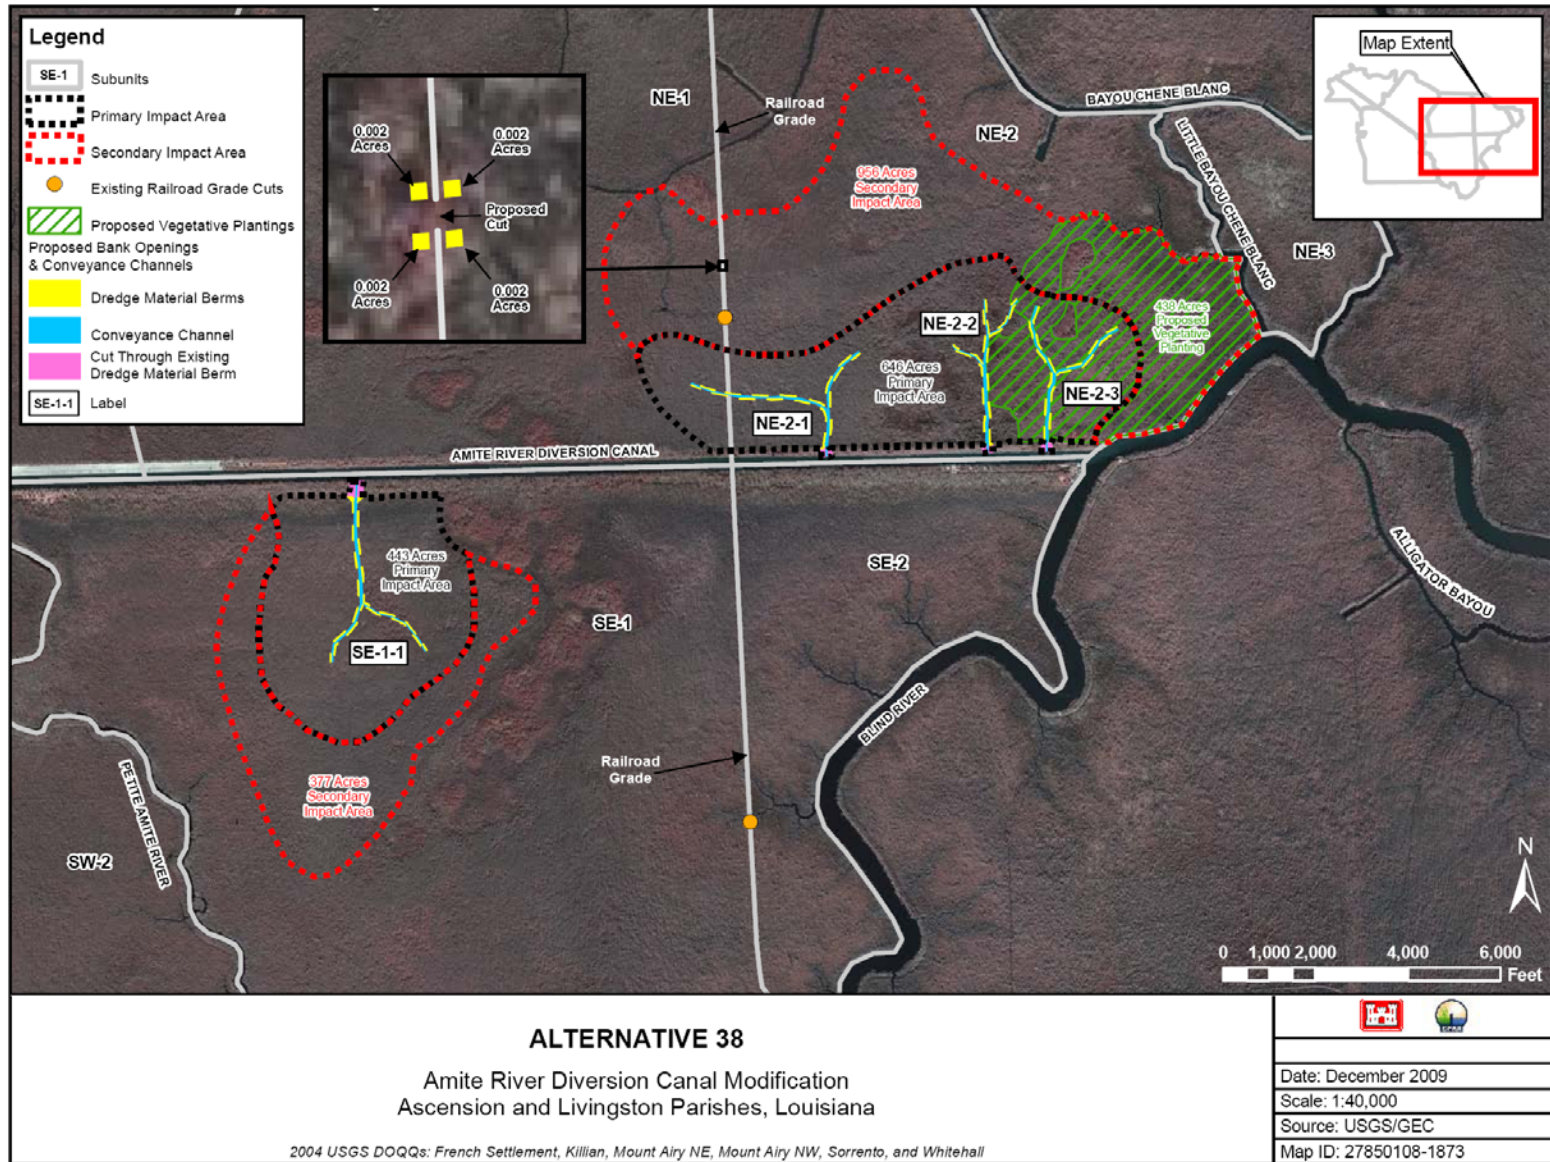 Legend
SE-1 Subunits
Primary Impact Area
Secondary Impact Area
Existing Railroad Grade Cuts
Proposed Vegetative Plantings
Proposed Bank Openings
& Conveyance Channels
Dredge Material Berms
Conveyance Channel
Cut Through Existing
Dredge Material Berm
SE-1-1 Label
0.002
Acres
0.002
Acres
Proposed
Cut
0.002
Acres
0.002
Acres
NE-1
Railroad
Grade
NE-2
BAYOU CHENE BLANC
LITTLE BAYOU CHENE BLANC
NE-3
Map Extent
956 Acres
Secondary
Impact Area
438 Acres
Proposed
Vegetative
Planting
NE-2-2
646 Acres
Primary
Impact Area
NE-2-3
NE-2-1
AMITE RIVER DIVERSION CANAL
443 Acres
Primary
Impact Area
SE-2
ALLIGATOR BAYOU
SE-1
SE-1-1
BLIND RIVER
Railroad
Grade
377 Acres
Secondary
Impact Area
PETITE AMITE RIVER
SW-2
N
0 1,000 2,000 4,000 6,000
Feet
ALTERNATIVE 38
Amite River Diversion Canal Modification
Ascension and Livingston Parishes, Louisiana
2004 USGS DOQQs: French Settlement, Killian, Mount Airy NE, Mount Airy NW, Sorrento, and Whitehall
Date: December 2009
Scale: 1:40,000
Source: USGS/GEC
Map ID: 27850108-1873